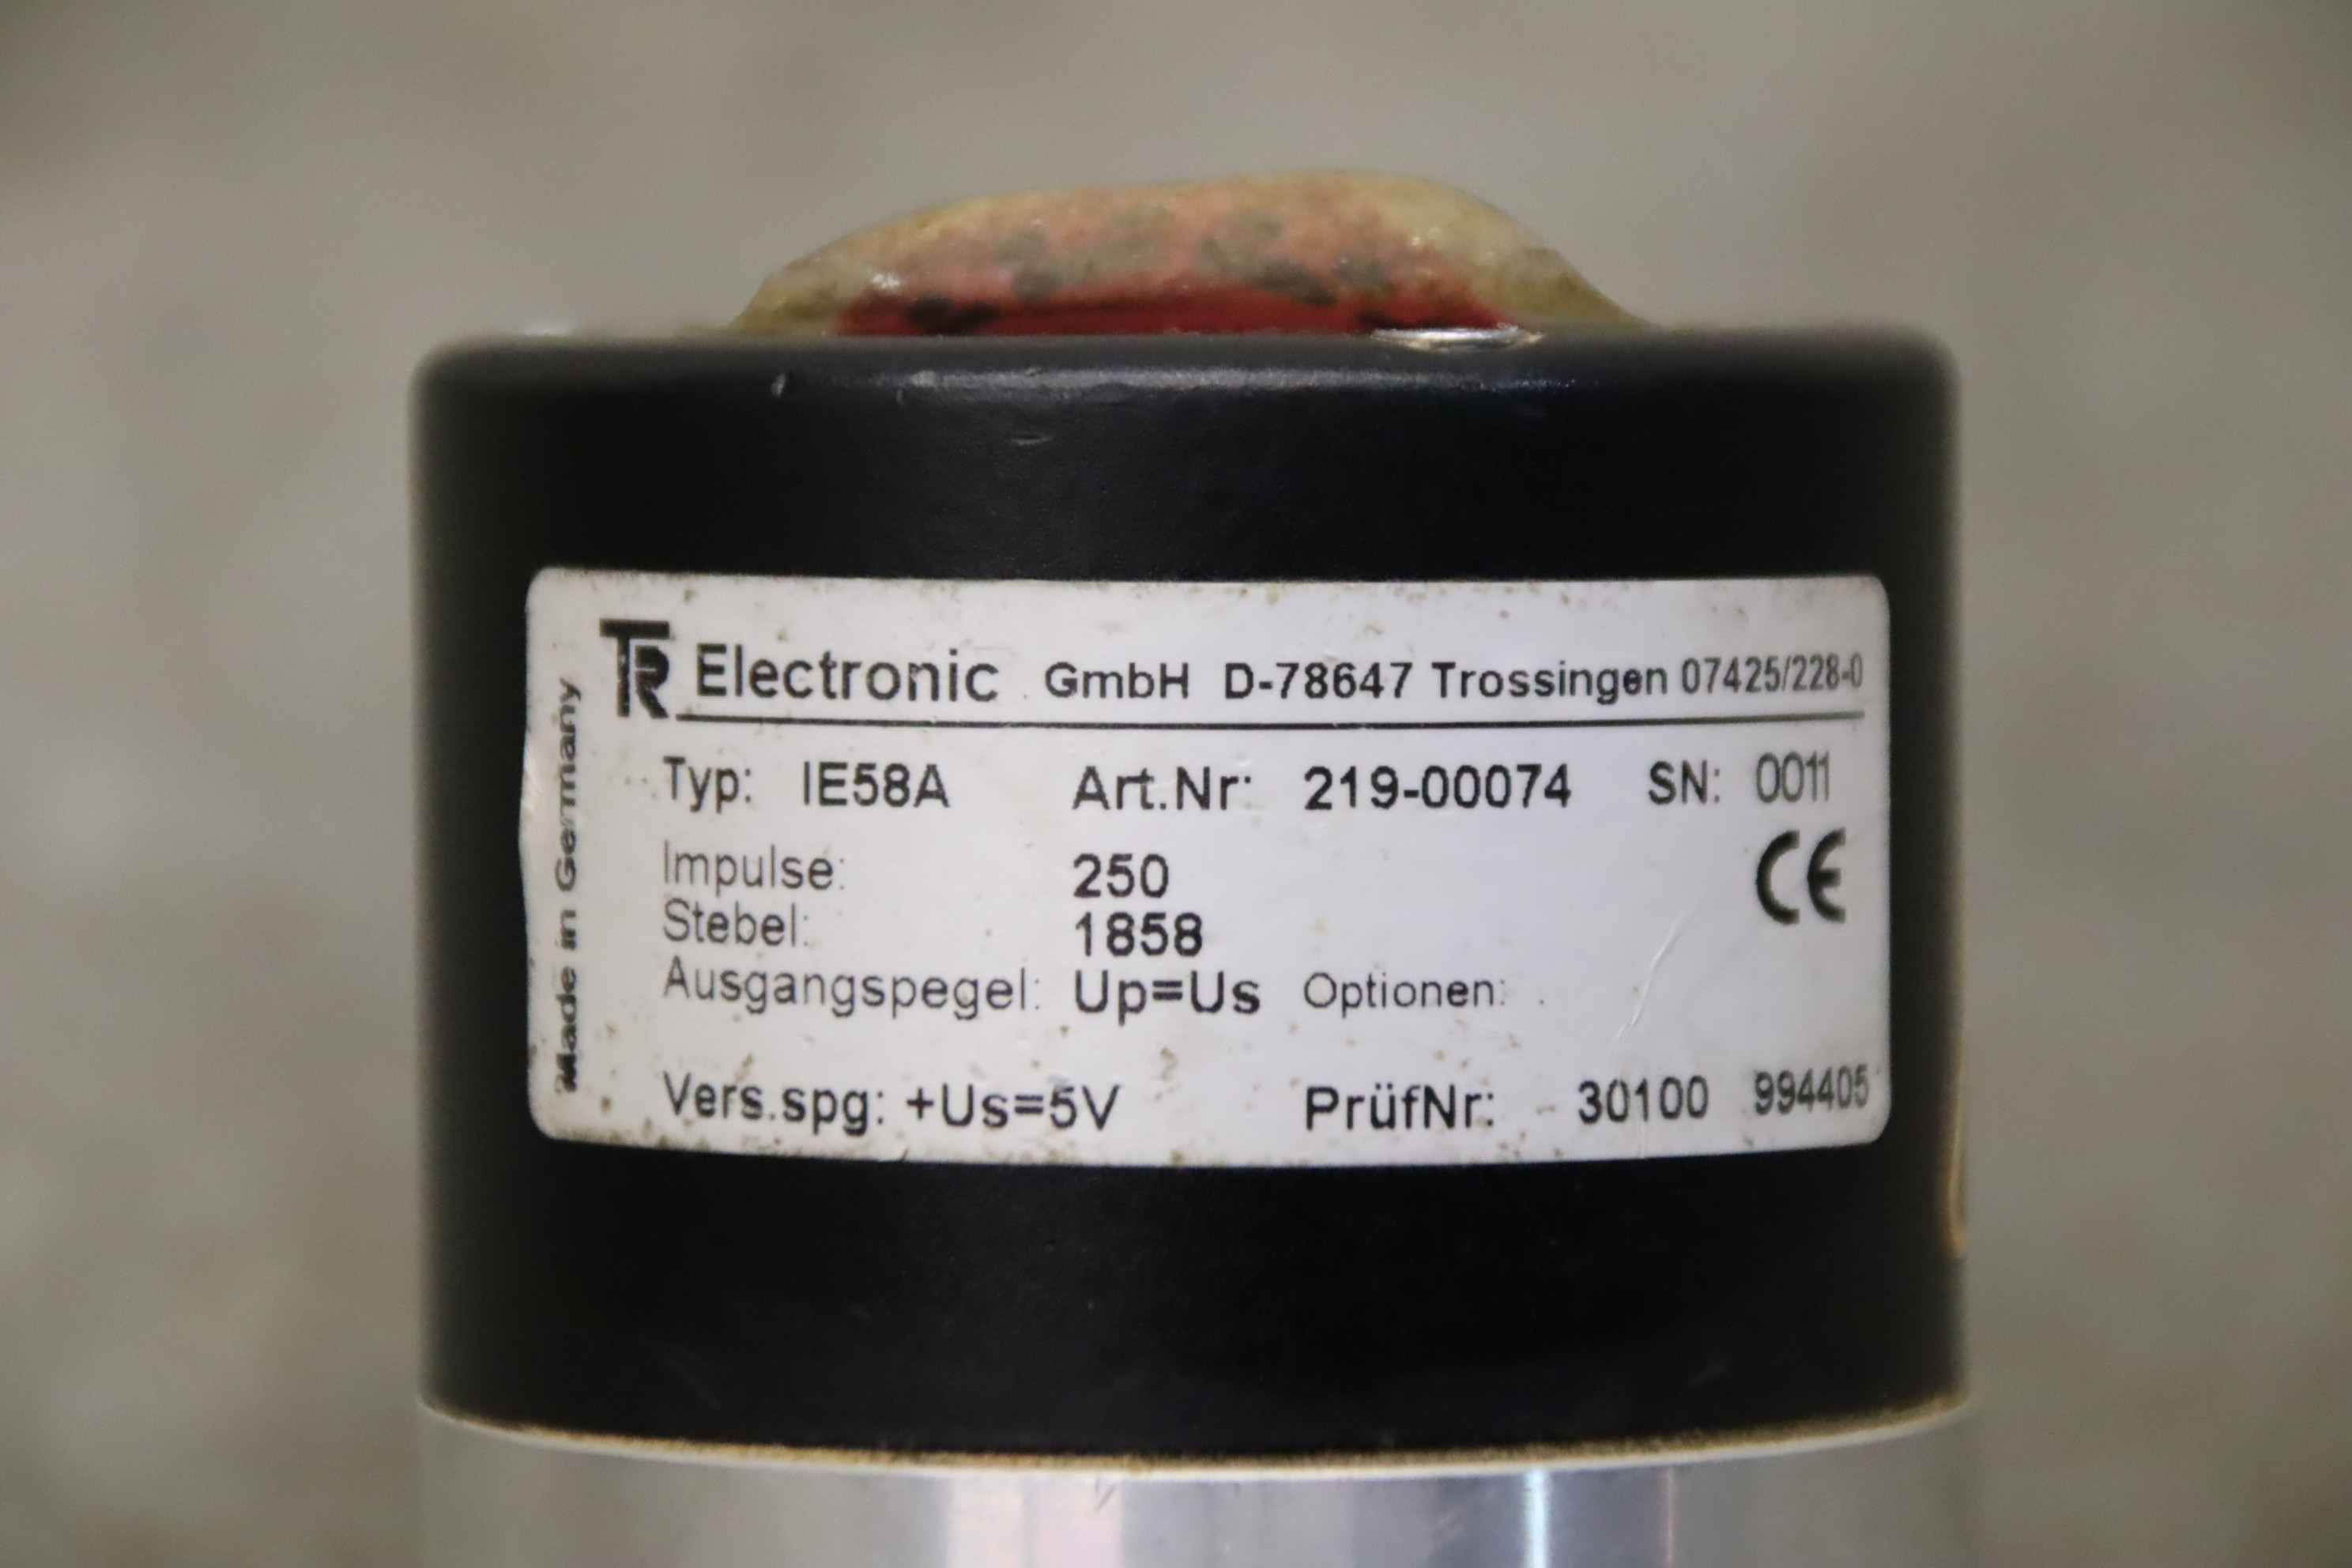 TR Electronic GmbH D-78647 Trossingen 07425/228-0
Typ: IE58A Art.Nr: 219-00074 SN: 0011
Impulse: 250
CE
Stebel: 1858
Ausgangspegel: Up=Us Optionen:
Vers.spg: +Us=5V PrüfNr: 30100 994405
Made in Germany